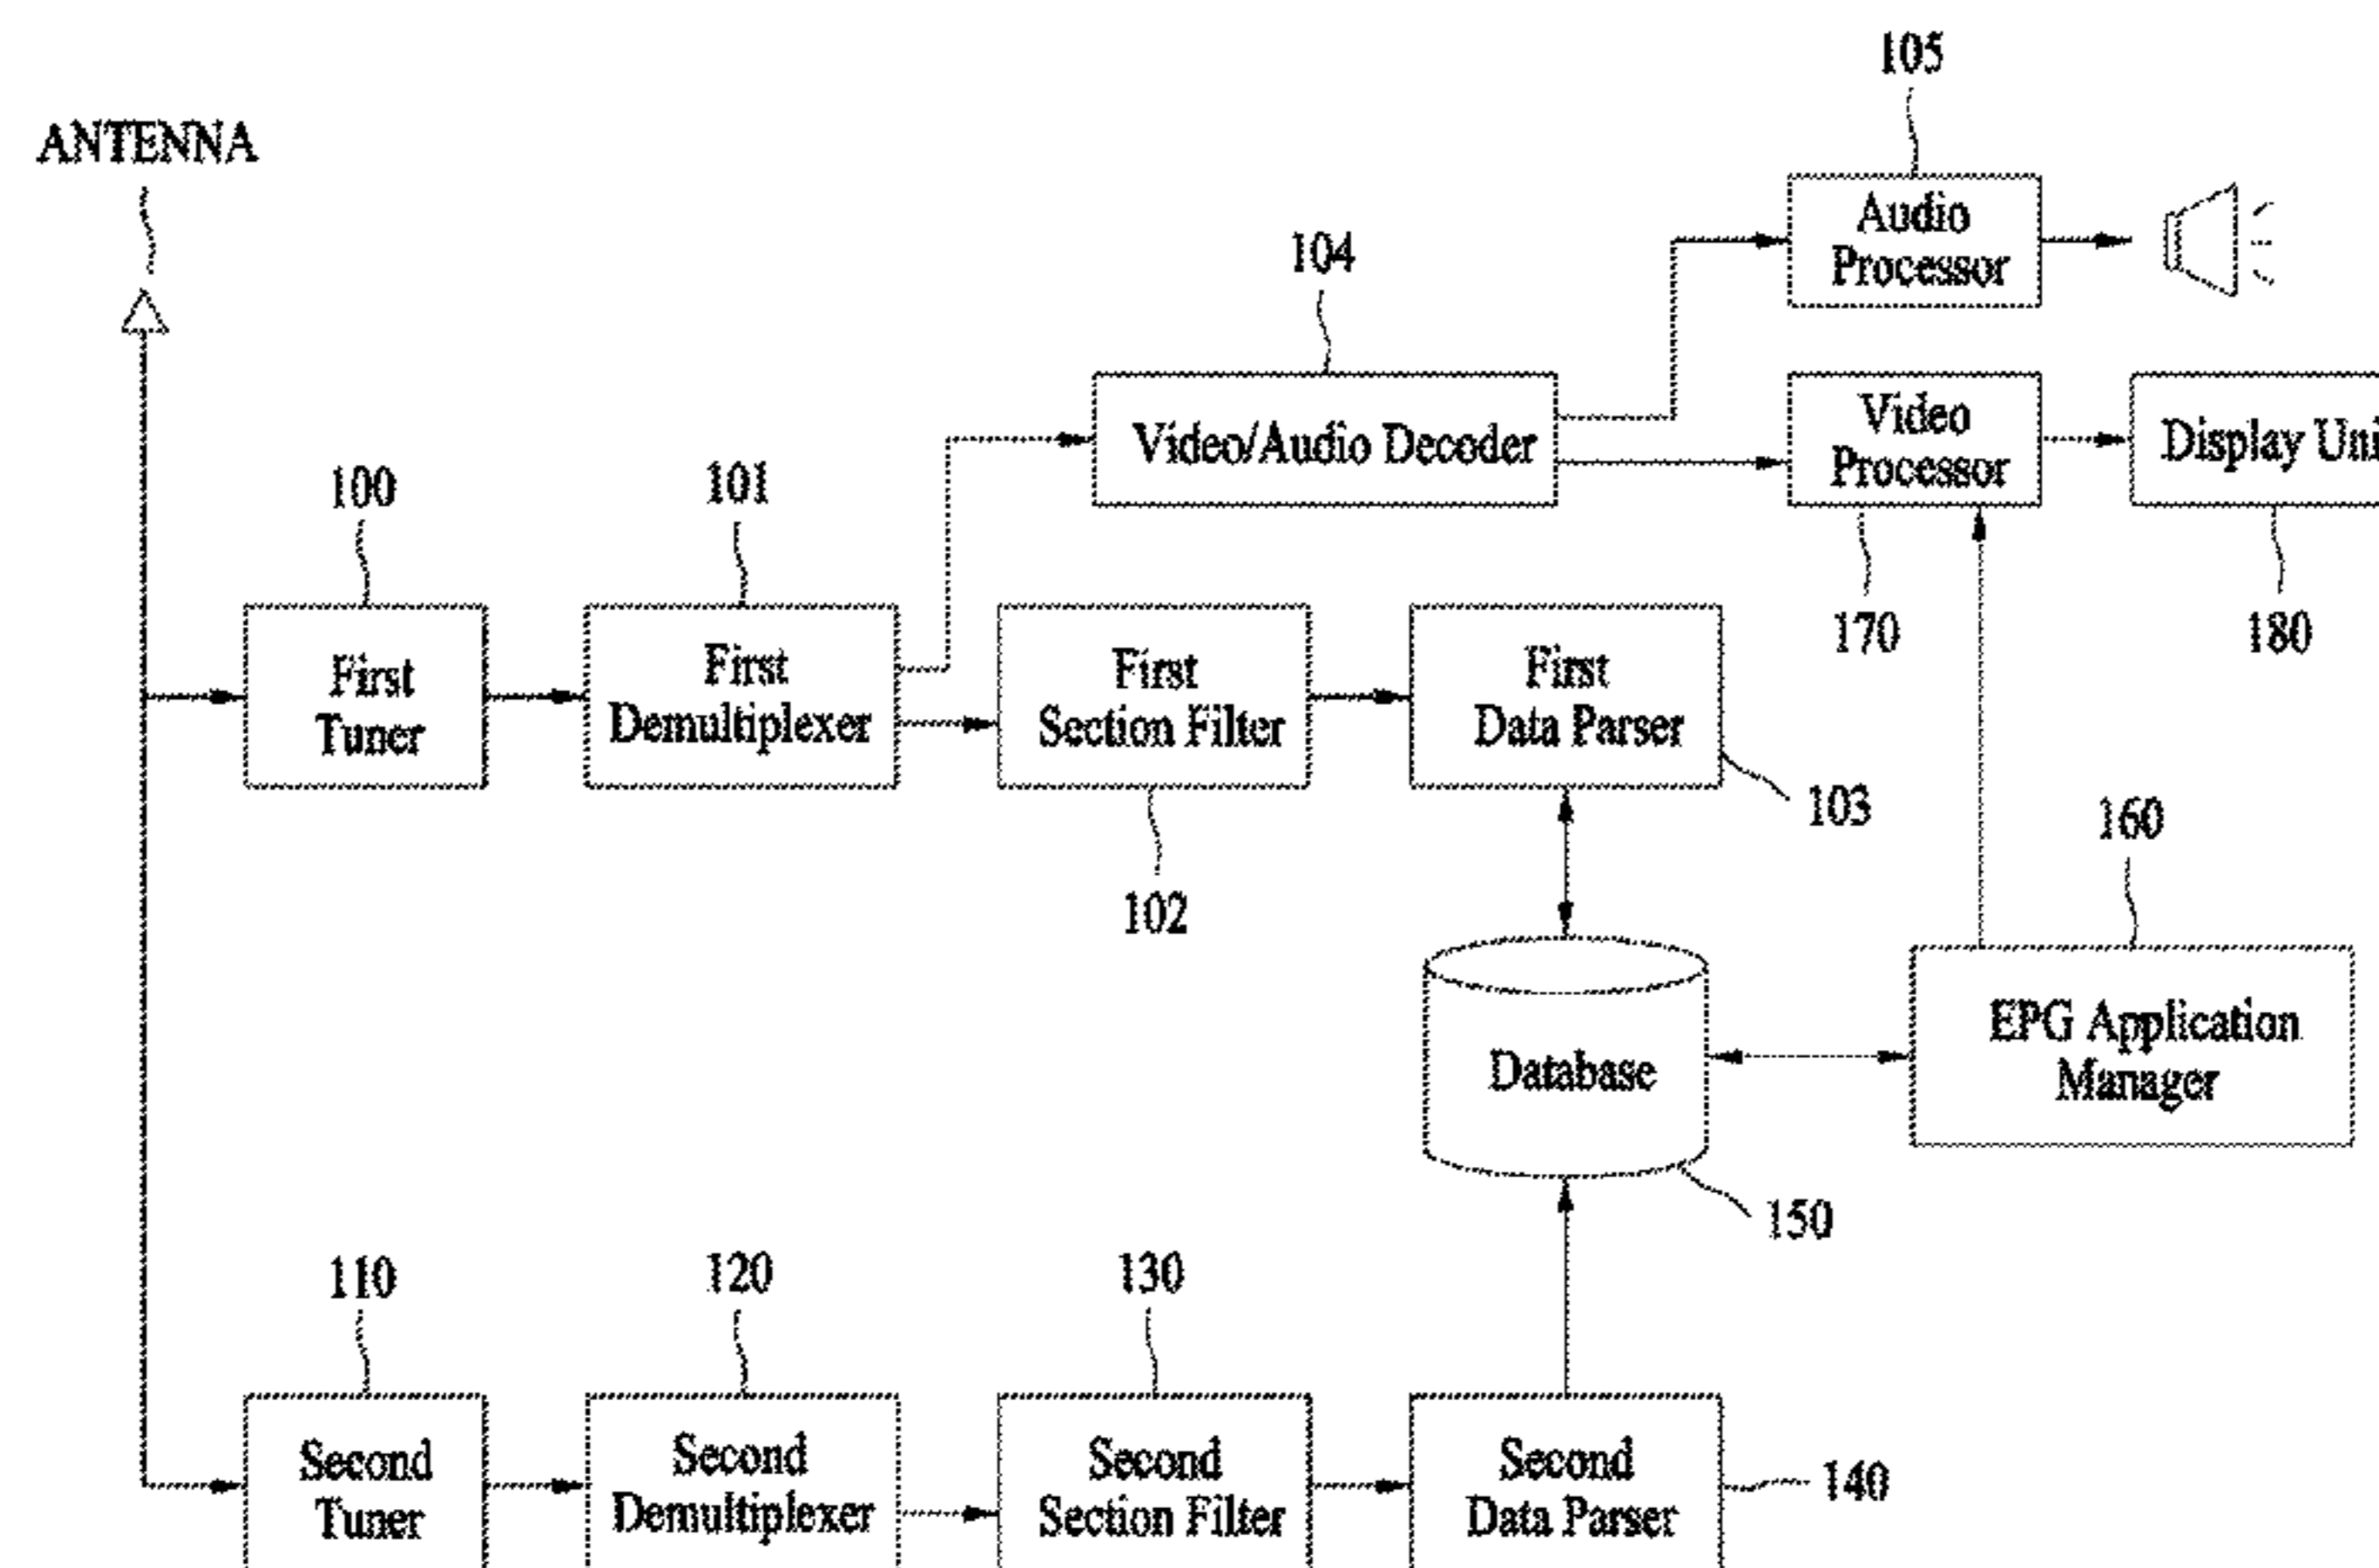 105
ANTENNA
Audio
Processor
104
Video/Audio Decoder
Video
Processor
Display Uni
100
101
170
180
First
Tuner
First
Demultiplexer
First
Section Filter
First
Data Parser
103
102
160
Database
EPG Application
Manager
150
110
120
130
Second
Tuner
Second
Demultiplexer
Second
Section Filter
Second
Data Parser
140